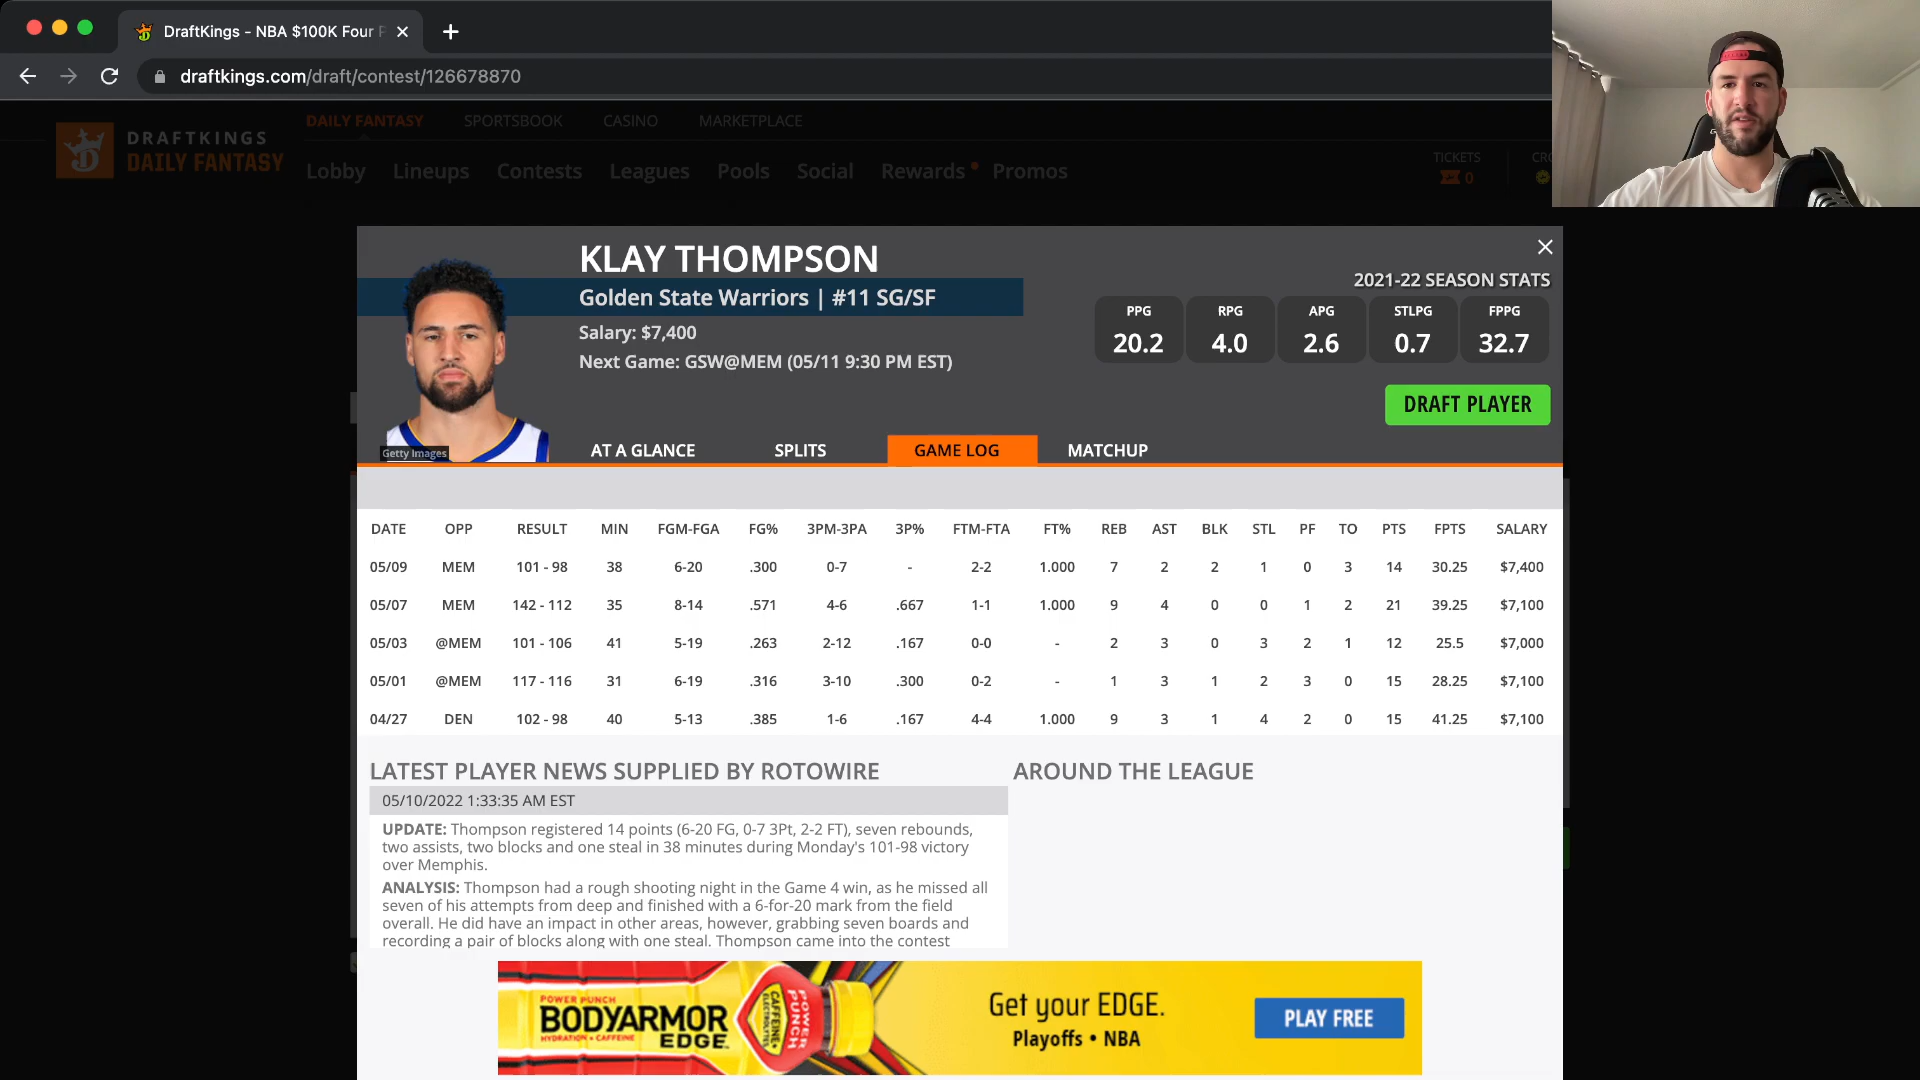 DraftKings - NBA $100K Four
draftkings.com/draft/contest/126678870
DRAFTKINGS
DAILY FANTASY
DAILY FANTASY SPORTSBOOK CASINO MARKETPLACE
Lobby Lineups Contests Leagues Pools Social Rewards Promos
TICKETS
0
KLAY THOMPSON
Golden State Warriors | #11 SG/SF
Salary: $7,400
Next Game: GSW@MEM (05/11 9:30 PM EST)
Getty Images
2021-22 SEASON STATS
PPG RPG APG STLPG FPPG
20.2 4.0 2.6 0.7 32.7
DRAFT PLAYER
AT A GLANCE SPLITS GAME LOG MATCHUP
DATE OPP RESULT MIN FGM-FGA FG% 3PM-3PA 3P% FTM-FTA FT% REB AST BLK STL PF TO PTS FPTS SALARY
05/09 MEM 101 - 98 38 6-20 .300 0-7 - 2-2 1.000 7 2 2 1 0 3 14 30.25 $7,400
05/07 MEM 142 - 112 35 8-14 .571 4-6 .667 1-1 1.000 9 4 0 0 1 2 21 39.25 $7,100
05/03 @MEM 101 - 106 41 5-19 .263 2-12 .167 0-0 - 2 3 0 3 2 1 12 25.5 $7,000
05/01 @MEM 117 - 116 31 6-19 .316 3-10 .300 0-2 - 1 3 1 2 3 0 15 28.25 $7,100
04/27 DEN 102 - 98 40 5-13 .385 1-6 .167 4-4 1.000 9 3 1 4 2 0 15 41.25 $7,100
LATEST PLAYER NEWS SUPPLIED BY ROTOWIRE
05/10/2022 1:33:35 AM EST
UPDATE: Thompson registered 14 points (6-20 FG, 0-7 3Pt, 2-2 FT), seven rebounds,
two assists, two blocks and one steal in 38 minutes during Monday's 101-98 victory
over Memphis.
ANALYSIS: Thompson had a rough shooting night in the Game 4 win, as he missed all
seven of his attempts from deep and finished with a 6-for-20 mark from the field
overall. He did have an impact in other areas, however, grabbing seven boards and
recording a pair of blocks along with one steal. Thompson came into the contest
AROUND THE LEAGUE
POWER PUNCH
BODYARMOR
EDGE
HYDRATION + CAFFEINE
POWER PUNCH
CAFFEINE+
ELECTROLYTES
Get your EDGE.
Playoffs • NBA
PLAY FREE